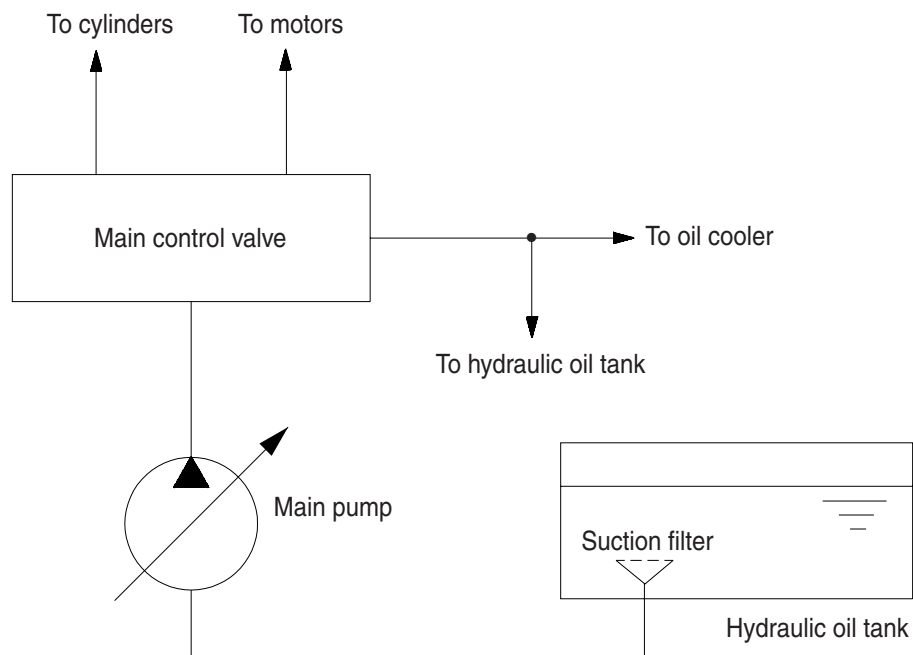 To cylinders
To motors
Main control valve
To oil cooler
To hydraulic oil tank
Main pump
Suction filter
Hydraulic oil tank